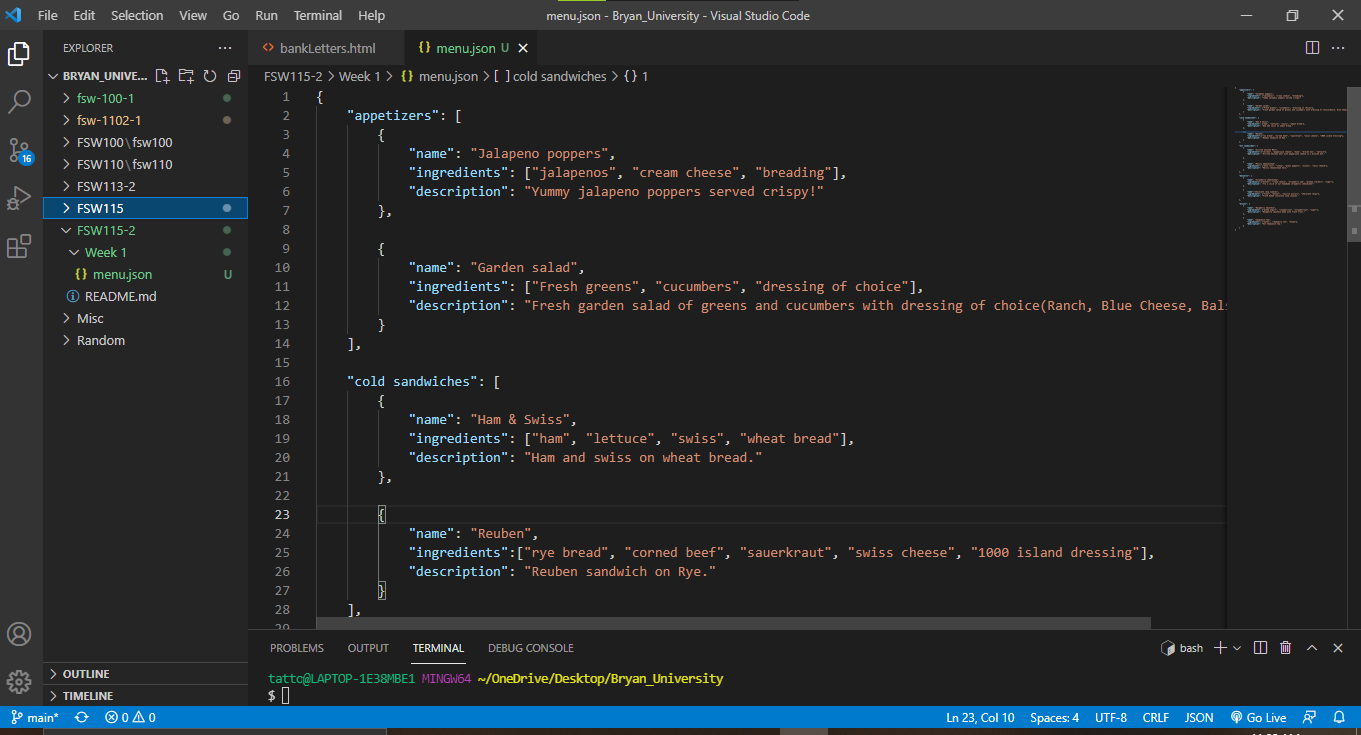 File Edit Selection View Go Run Terminal Help
menu.json - Bryan_University - Visual Studio Code
EXPLORER
BRYAN_UNIVE...
fsw-100-1
fsw-1102-1
FSW100\fsw100
FSW110\fsw110
FSW113-2
FSW115
FSW115-2
Week 1
{} menu.json U
README.md
Misc
Random
OUTLINE
TIMELINE
16
<> bankLetters.html
{} menu.json U
FSW115-2 > Week 1 > {} menu.json > [ ] cold sandwiches > {} 1
1 {
2 "appetizers": [
3 {
4 "name": "Jalapeno poppers",
5 "ingredients": ["jalapenos", "cream cheese", "breading"],
6 "description": "Yummy jalapeno poppers served crispy!"
7 },
8
9 {
10 "name": "Garden salad",
11 "ingredients": ["Fresh greens", "cucumbers", "dressing of choice"],
12 "description": "Fresh garden salad of greens and cucumbers with dressing of choice(Ranch, Blue Cheese, Bals
13 }
14 ],
15
16 "cold sandwiches": [
17 {
18 "name": "Ham & Swiss",
19 "ingredients": ["ham", "lettuce", "swiss", "wheat bread"],
20 "description": "Ham and swiss on wheat bread."
21 },
22
23 {
24 "name": "Reuben",
25 "ingredients":["rye bread", "corned beef", "sauerkraut", "swiss cheese", "1000 island dressing"],
26 "description": "Reuben sandwich on Rye."
27 }
28 ],
29
PROBLEMS OUTPUT TERMINAL DEBUG CONSOLE
bash
tatto@LAPTOP-1E38MBE1 MINGW64 ~/OneDrive/Desktop/Bryan_University
$
main* 0 0 Ln 23, Col 10 Spaces: 4 UTF-8 CRLF JSON Go Live